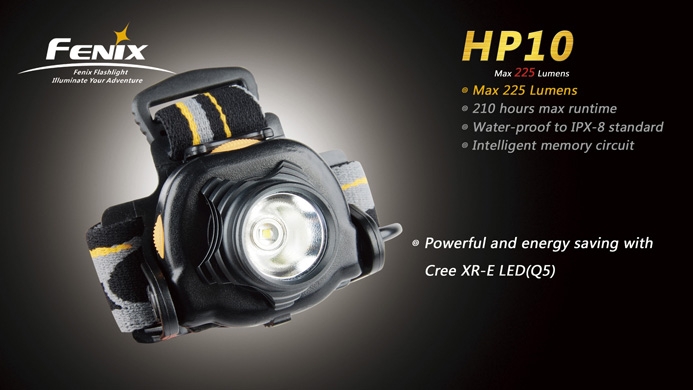 FENIX
Fenix Flashlight
Illuminate Your Adventure
HP10
Max 225 Lumens
Max 225 Lumens
210 hours max runtime
Water-proof to IPX-8 standard
Intelligent memory circuit
Powerful and energy saving with
Cree XR-E LED(Q5)